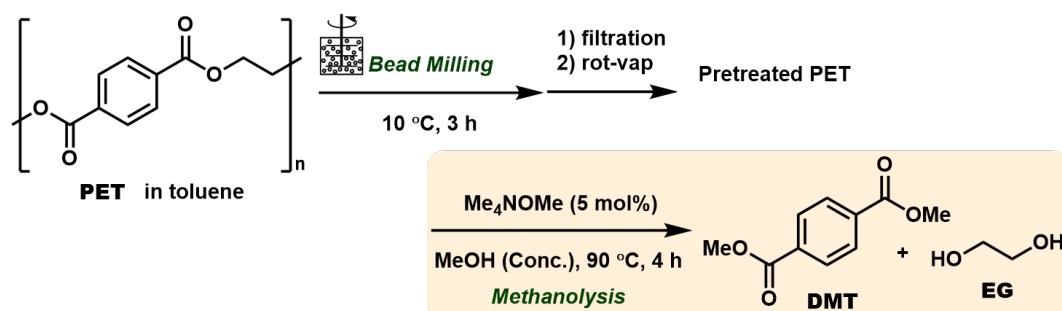 O
O
O
O
n
PET in toluene
Bead Milling
10 °C, 3 h
1) filtration
2) rot-vap
Pretreated PET
Me₄NOMe (5 mol%)
MeOH (Conc.), 90 °C, 4 h
Methanolysis
O
OMe
MeO
O
DMT
+
HO
OH
EG